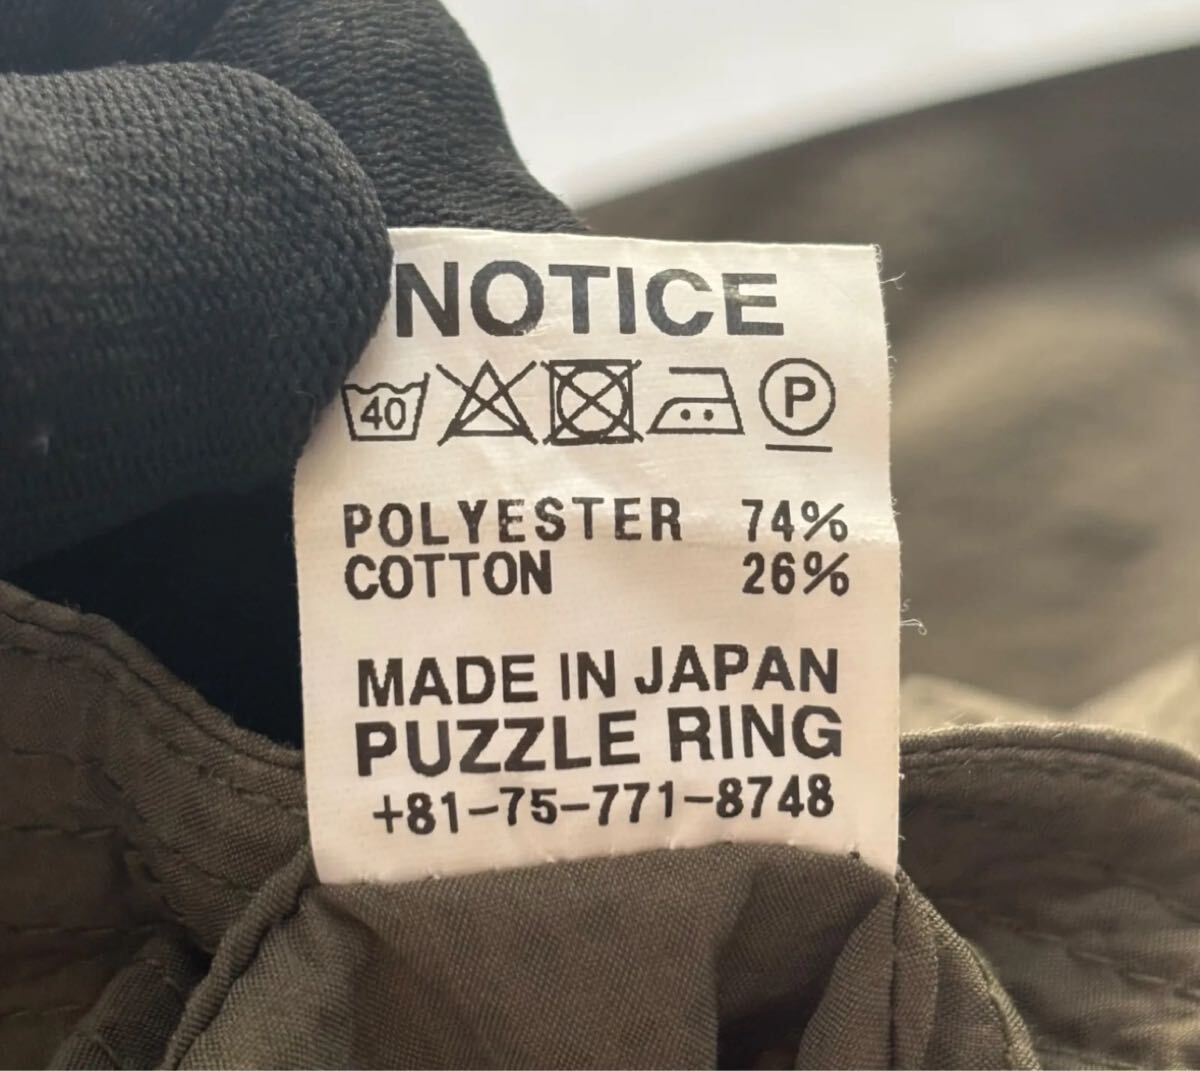 NOTICE
40 P
POLYESTER 74%
COTTON 26%
MADE IN JAPAN
PUZZLE RING
+81-75-771-8748